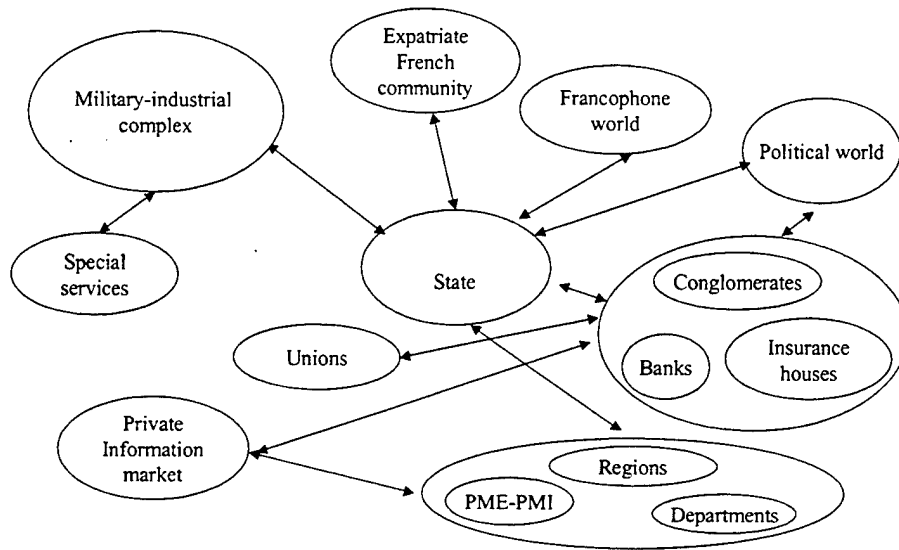 Expatriate
French
community
Military-industrial
complex
Francophone
world
Political world
Special
services
State
Conglomerates
Unions
Banks
Insurance
houses
Private
Information
market
Regions
PME-PMI
Departments